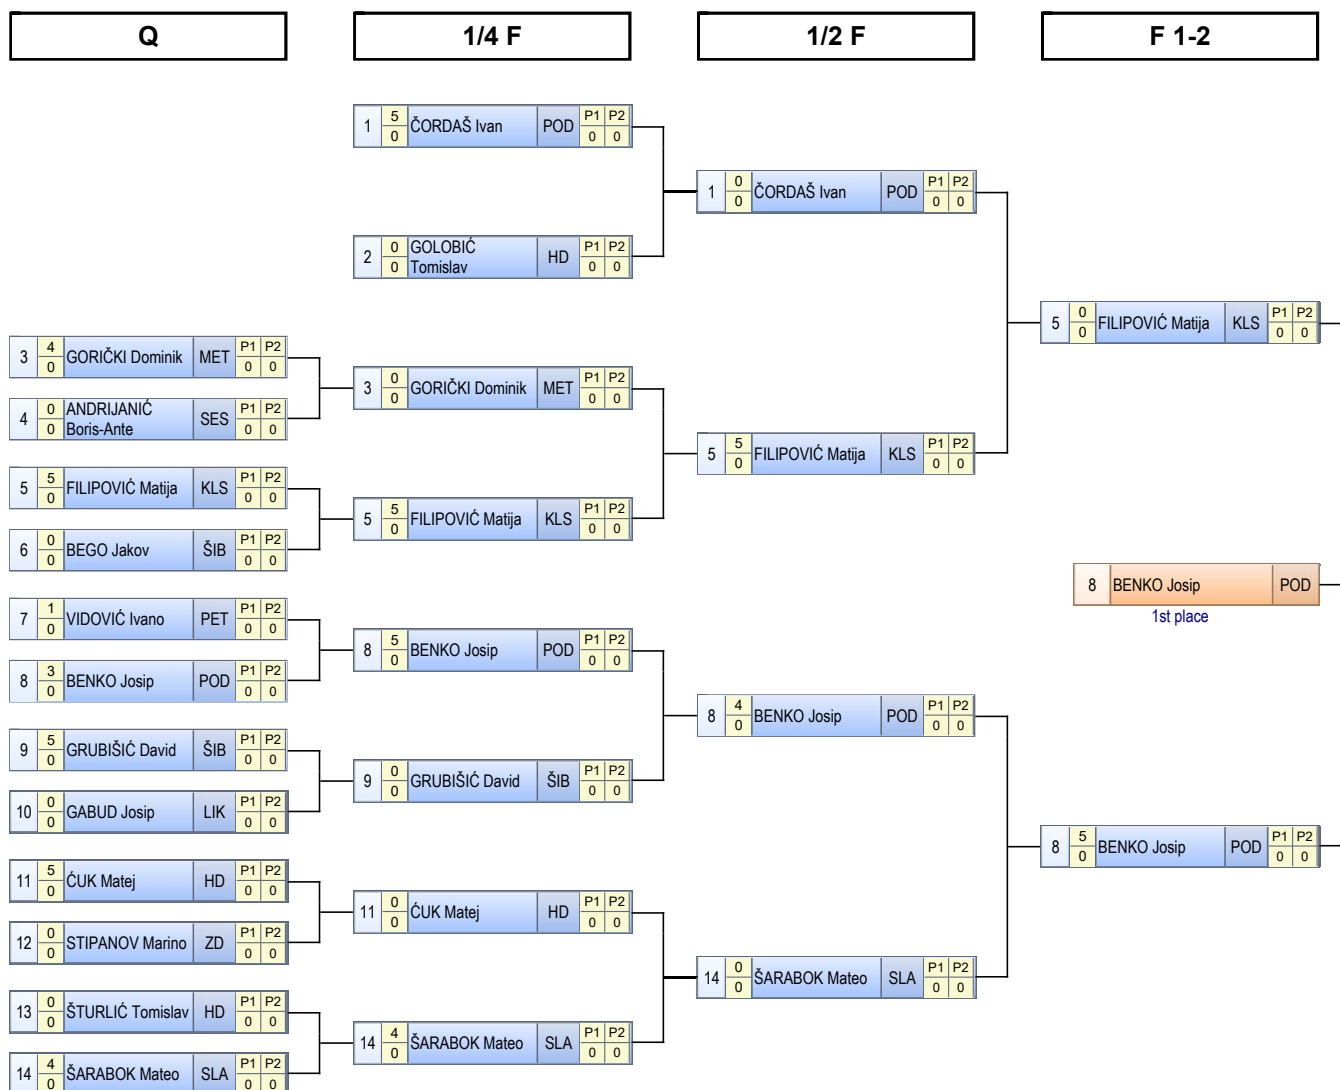 Q
1/4 F
1/2 F
F 1-2
1 5 0 ČORDAŠ Ivan POD P1 P2 0 0
2 0 0 GOLOBIĆ Tomislav HD P1 P2 0 0
3 4 0 GORIČKI Dominik MET P1 P2 0 0
4 0 0 ANDRIJANIĆ Boris-Ante SES P1 P2 0 0
5 5 0 FILIPOVIĆ Matija KLS P1 P2 0 0
6 0 0 BEGO Jakov ŠIB P1 P2 0 0
7 1 0 VIDOVIĆ Ivano PET P1 P2 0 0
8 3 0 BENKO Josip POD P1 P2 0 0
9 5 0 GRUBIŠIĆ David ŠIB P1 P2 0 0
10 0 0 GABUD Josip LIK P1 P2 0 0
11 5 0 ĆUK Matej HD P1 P2 0 0
12 0 0 STIPANOV Marino ZD P1 P2 0 0
13 0 0 ŠTURLIĆ Tomislav HD P1 P2 0 0
14 4 0 ŠARABOK Mateo SLA P1 P2 0 0
3 0 0 GORIČKI Dominik MET P1 P2 0 0
5 5 0 FILIPOVIĆ Matija KLS P1 P2 0 0
8 5 0 BENKO Josip POD P1 P2 0 0
9 0 0 GRUBIŠIĆ David ŠIB P1 P2 0 0
11 0 0 ĆUK Matej HD P1 P2 0 0
14 4 0 ŠARABOK Mateo SLA P1 P2 0 0
1 0 0 ČORDAŠ Ivan POD P1 P2 0 0
5 5 0 FILIPOVIĆ Matija KLS P1 P2 0 0
8 4 0 BENKO Josip POD P1 P2 0 0
14 0 0 ŠARABOK Mateo SLA P1 P2 0 0
5 0 0 FILIPOVIĆ Matija KLS P1 P2 0 0
8 BENKO Josip POD
1st place
8 5 0 BENKO Josip POD P1 P2 0 0